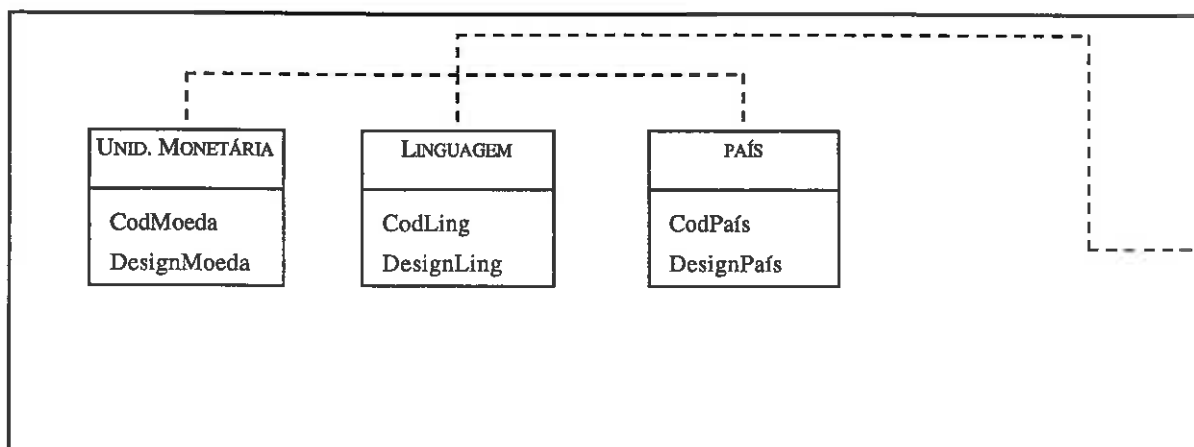 UNID. MONETÁRIA
CodMoeda
DesignMoeda
LINGUAGEM
CodLing
DesignLing
PAÍS
CodPaís
DesignPaís